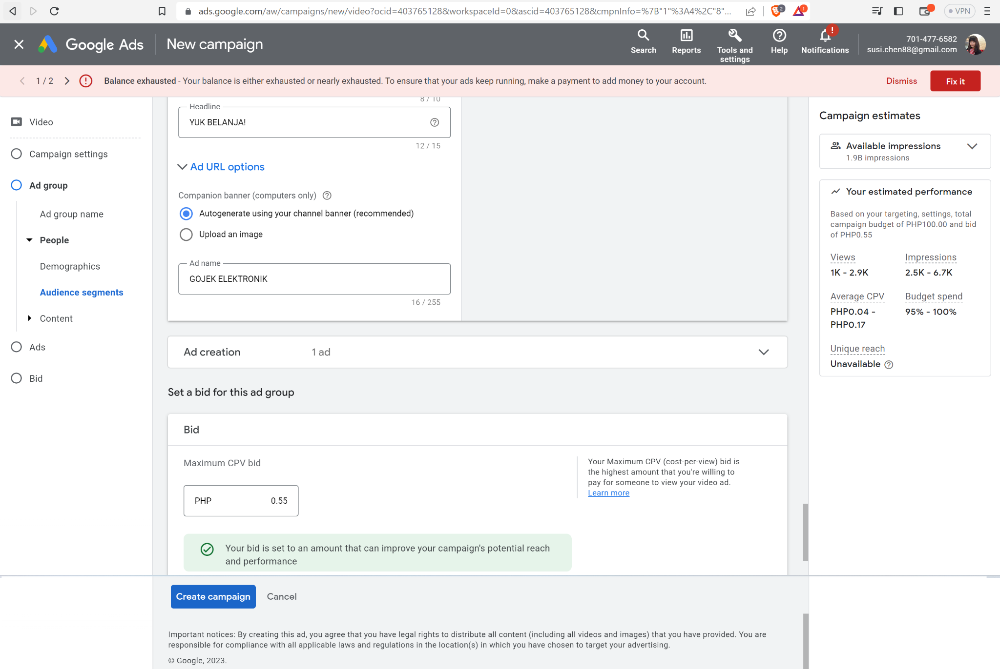 ads.google.com/aw/campaigns/new/video?ocid=403765128&workspaceId=0&ascid=403765128&cmpnInfo=%7B"1"%3A4%2C"8"...
2
1
VPN
Google Ads
New campaign
Search
Reports
Tools and
settings
Help
!
Notifications
701-477-6582
susi.chen88@gmail.com
1 / 2
Balance exhausted - Your balance is either exhausted or nearly exhausted. To ensure that your ads keep running, make a payment to add money to your account.
Dismiss
Fix it
Video
Campaign settings
Ad group
Ad group name
People
Demographics
Audience segments
Content
Ads
Bid
8 / 10
Headline
YUK BELANJA!
12 / 15
Ad URL options
Companion banner (computers only)
Autogenerate using your channel banner (recommended)
Upload an image
Ad name
GOJEK ELEKTRONIK
16 / 255
Ad creation
1 ad
Set a bid for this ad group
Bid
Maximum CPV bid
PHP 0.55
Your Maximum CPV (cost-per-view) bid is
the highest amount that you're willing to
pay for someone to view your video ad.
Learn more
Your bid is set to an amount that can improve your campaign's potential reach
and performance
Create campaign
Cancel
Important notices: By creating this ad, you agree that you have legal rights to distribute all content (including all videos and images) that you have provided. You are
responsible for compliance with all applicable laws and regulations in the location(s) in which you have chosen to target your advertising.
© Google, 2023.
Campaign estimates
Available impressions
1.9B impressions
Your estimated performance
Based on your targeting, settings, total
campaign budget of PHP100.00 and bid
of PHP0.55
Views
1K - 2.9K
Impressions
2.5K - 6.7K
Average CPV
PHP0.04 -
PHP0.17
Budget spend
95% - 100%
Unique reach
Unavailable